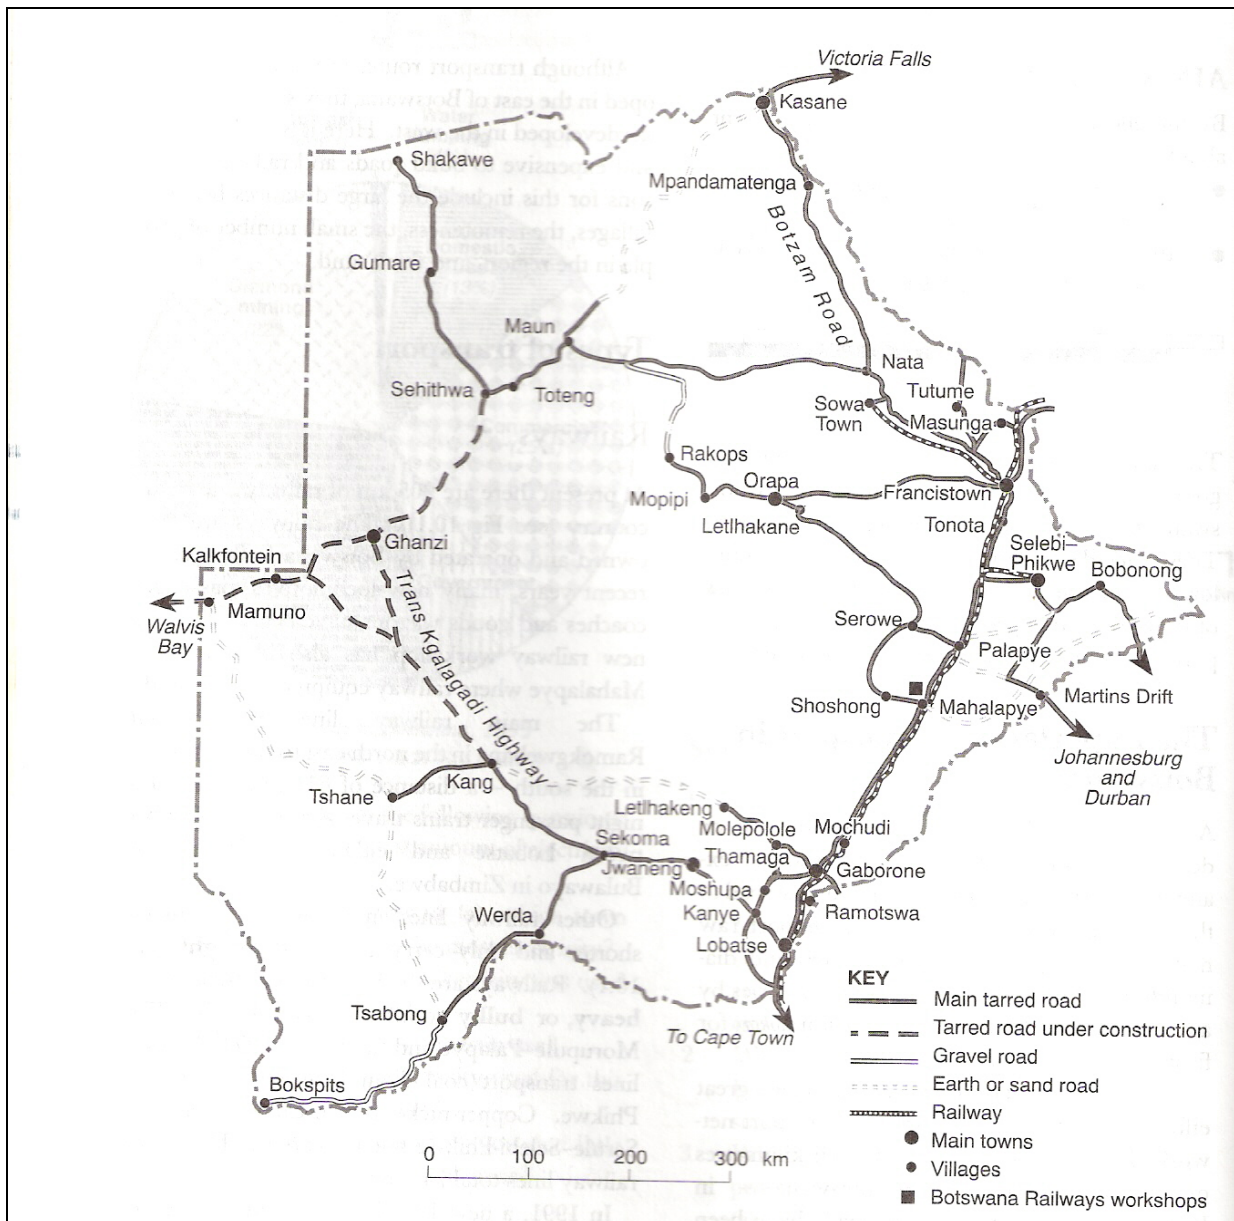 Victoria Falls
Kasane
Shakawe
Mpandamatenga
Botzam Road
Gumare
Maun
Nata
Sehithwa
Toteng
Tutume
Sowa
Town
Masunga
Rakops
Orapa
Francistown
Mopipi
Letlhakane
Tonota
Ghanzi
Kalkfontein
Selebi–
Phikwe
Bobonong
Mamuno
Trans Kgalagadi Highway
Walvis
Bay
Serowe
Palapye
Shoshong
Mahalapye
Martins Drift
Johannesburg
and
Durban
Kang
Tshane
Letlhakeng
Molepolole
Mochudi
Sekoma
Jwaneng
Thamaga
Gaborone
Moshupa
Kanye
Ramotswa
Werda
Lobatse
Tsabong
To Cape Town
Bokspits
KEY
Main tarred road
Tarred road under construction
Gravel road
Earth or sand road
Railway
Main towns
Villages
Botswana Railways workshops
0 100 200 300 km